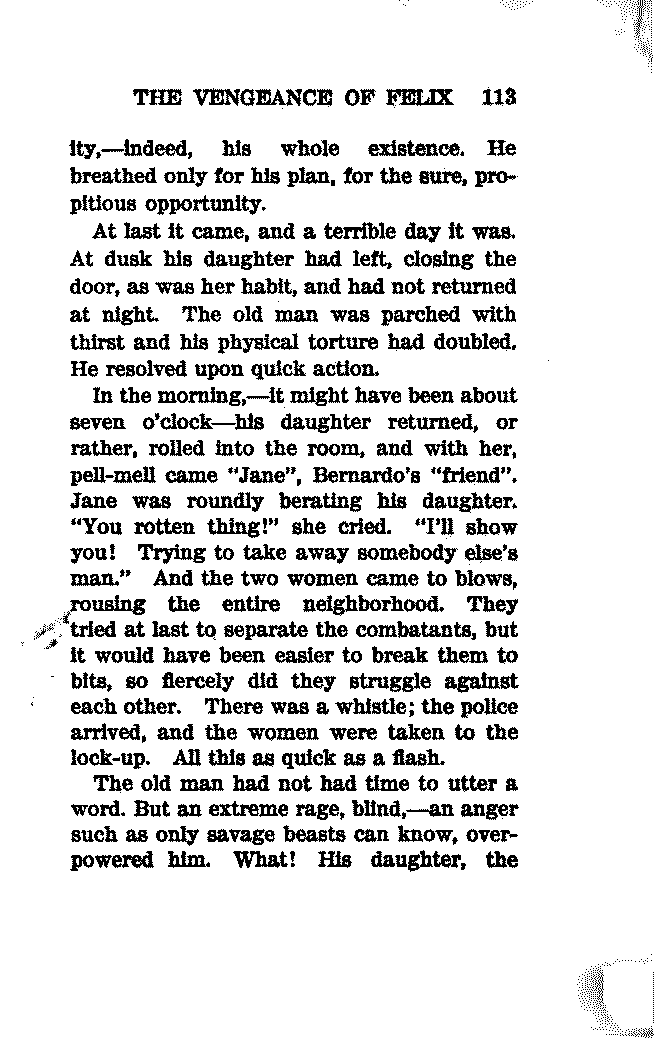 THE VENGEANCE OF FELIX 113
ity,—indeed, his whole existence. He
breathed only for his plan, for the sure, pro-
pitious opportunity.
At last it came, and a terrible day it was.
At dusk his daughter had left, closing the
door, as was her habit, and had not returned
at night. The old man was parched with
thirst and his physical torture had doubled.
He resolved upon quick action.
In the morning,—it might have been about
seven o'clock—his daughter returned, or
rather, rolled into the room, and with her,
pell-mell came "Jane", Bernardo's "friend".
Jane was roundly berating his daughter.
"You rotten thing!" she cried. "I'll show
you! Trying to take away somebody else's
man." And the two women came to blows,
rousing the entire neighborhood. They
tried at last to separate the combatants, but
it would have been easier to break them to
bits, so fiercely did they struggle against
each other. There was a whistle; the police
arrived, and the women were taken to the
lock-up. All this as quick as a flash.
The old man had not had time to utter a
word. But an extreme rage, blind,—an anger
such as only savage beasts can know, over-
powered him. What! His daughter, the